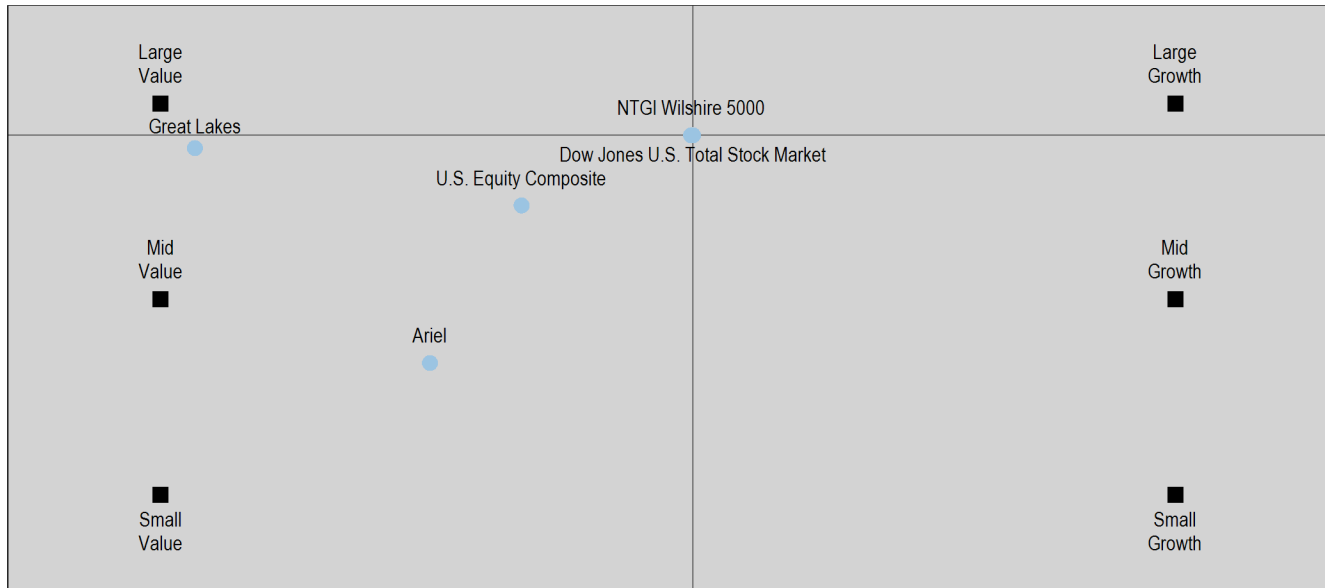 Large
Value
Large
Growth
NTGI Wilshire 5000
Great Lakes
Dow Jones U.S. Total Stock Market
U.S. Equity Composite
Mid
Value
Mid
Growth
Ariel
Small
Value
Small
Growth